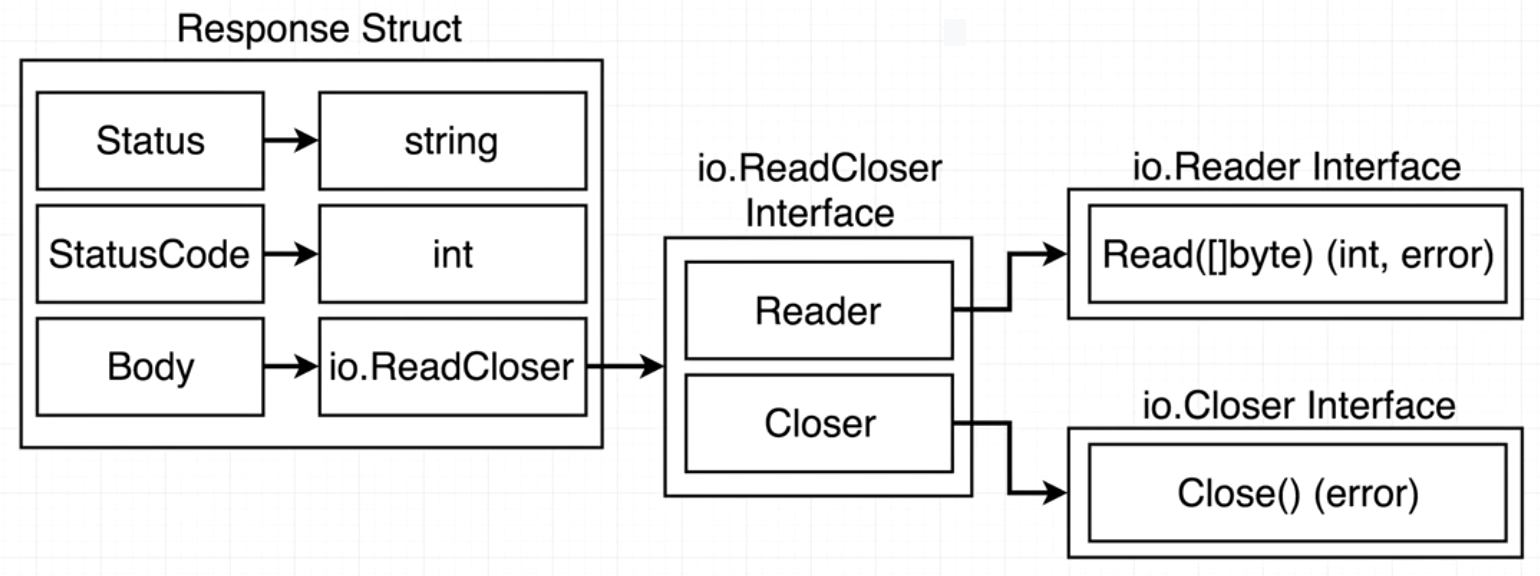 Response Struct
Status
string
StatusCode
int
Body
io.ReadCloser
io.ReadCloser
Interface
Reader
Closer
io.Reader Interface
Read([]byte) (int, error)
io.Closer Interface
Close() (error)